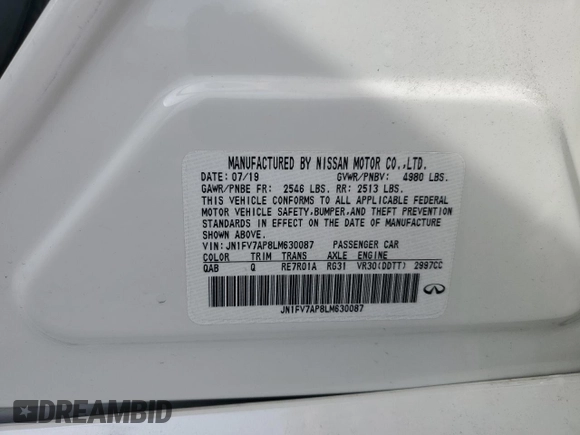 MANUFACTURED BY NISSAN MOTOR CO.,LTD.
DATE: 07/19 GVWR/PNBV: 4980 LBS.
GAWR/PNBE FR: 2546 LBS. RR: 2513 LBS.
THIS VEHICLE CONFORMS TO ALL APPLICABLE FEDERAL
MOTOR VEHICLE SAFETY,BUMPER,AND THEFT PREVENTION
STANDARDS IN EFFECT ON THE DATE OF MANUFACTURE
SHOWN ABOVE.
VIN: JN1FV7AP8LM630087 PASSENGER CAR
COLOR TRIM TRANS AXLE ENGINE
QAB Q RE7R01A RG31 VR30(DDTT) 2997CC
JN1FV7AP8LM630087
DREAMBID